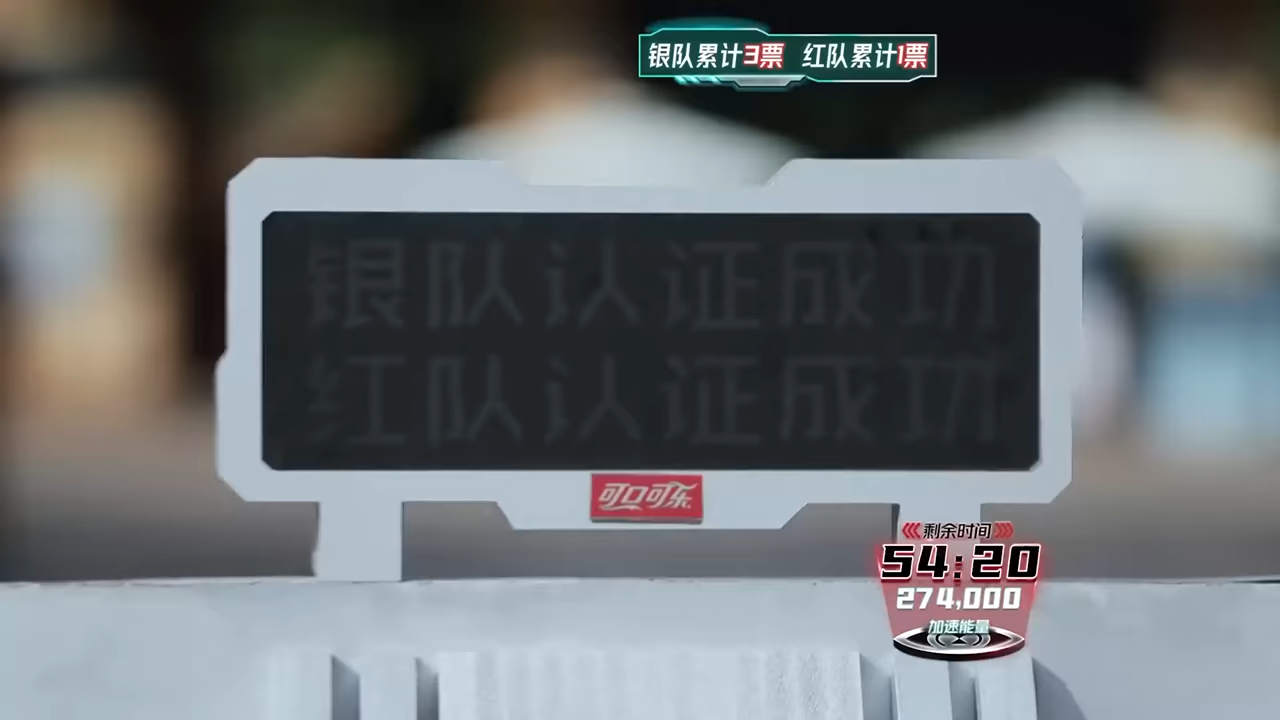 银队累计3票 红队累计1票
银队认证成功
红队认证成功
可口可乐
剩余时间
54:20
274,000
加速能量